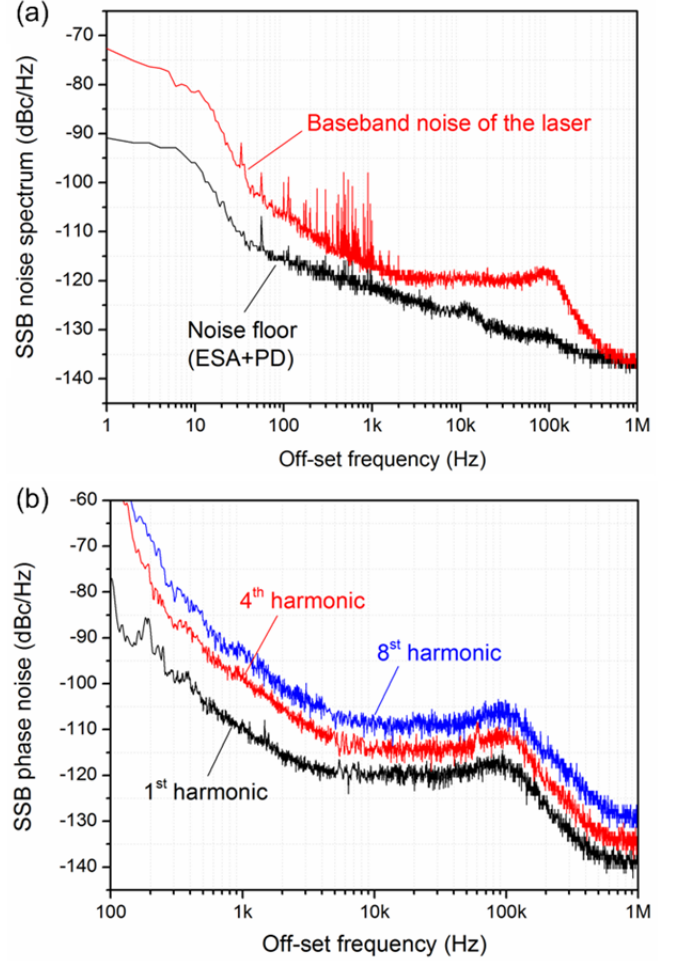 (a)
-70
-80
-90
-100
-110
-120
-130
-140
SSB noise spectrum (dBc/Hz)
Baseband noise of the laser
Noise floor
(ESA+PD)
1 10 100 1k 10k 100k 1M
Off-set frequency (Hz)
(b)
-60
-70
-80
-90
-100
-110
-120
-130
-140
SSB phase noise (dBc/Hz)
4th harmonic
8st harmonic
1st harmonic
100 1k 10k 100k 1M
Off-set frequency (Hz)